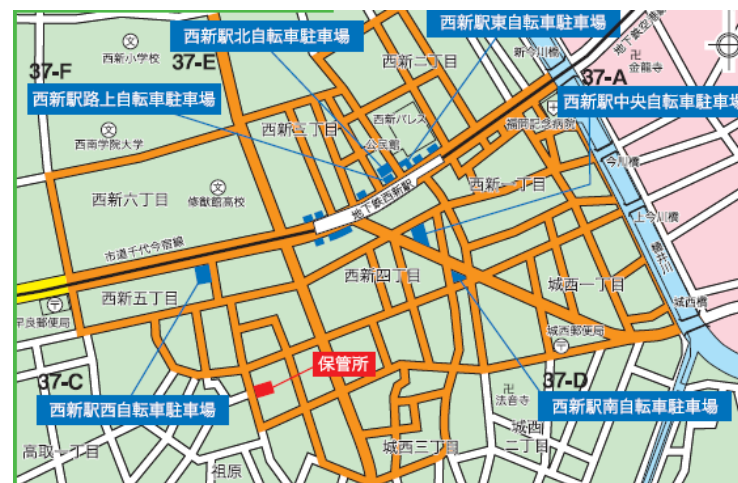 西新駅北自転車駐車場
西新駅東自転車駐車場
西新小学校
37-F
37-E
西新二丁目
新今川橋
地下鉄空港線
金龍寺
37-A
西新駅路上自転車駐車場
西新駅中央自転車駐車場
西新パレス
西新三丁目
公民館
福岡記念病院
西南学院大学
今川橋
西新六丁目
修猷館高校
地下鉄西新駅
西新一丁目
上今川橋
市道千代今宿線
樋井川
西新五丁目
西新四丁目
城西一丁目
城西橋
早良郵便局
城西郵便局
保管所
37-C
37-D
西新駅西自転車駐車場
法音寺
西新駅南自転車駐車場
高取一丁目
祖原
城西三丁目
城西
二丁目